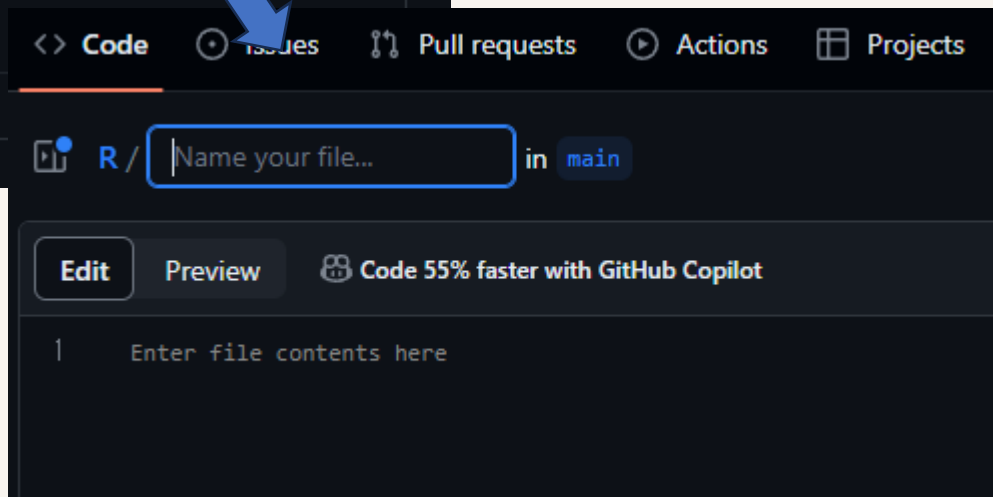 <> Code Issues Pull requests Actions Projects
R / Name your file... in main
Edit Preview Code 55% faster with GitHub Copilot
1 Enter file contents here